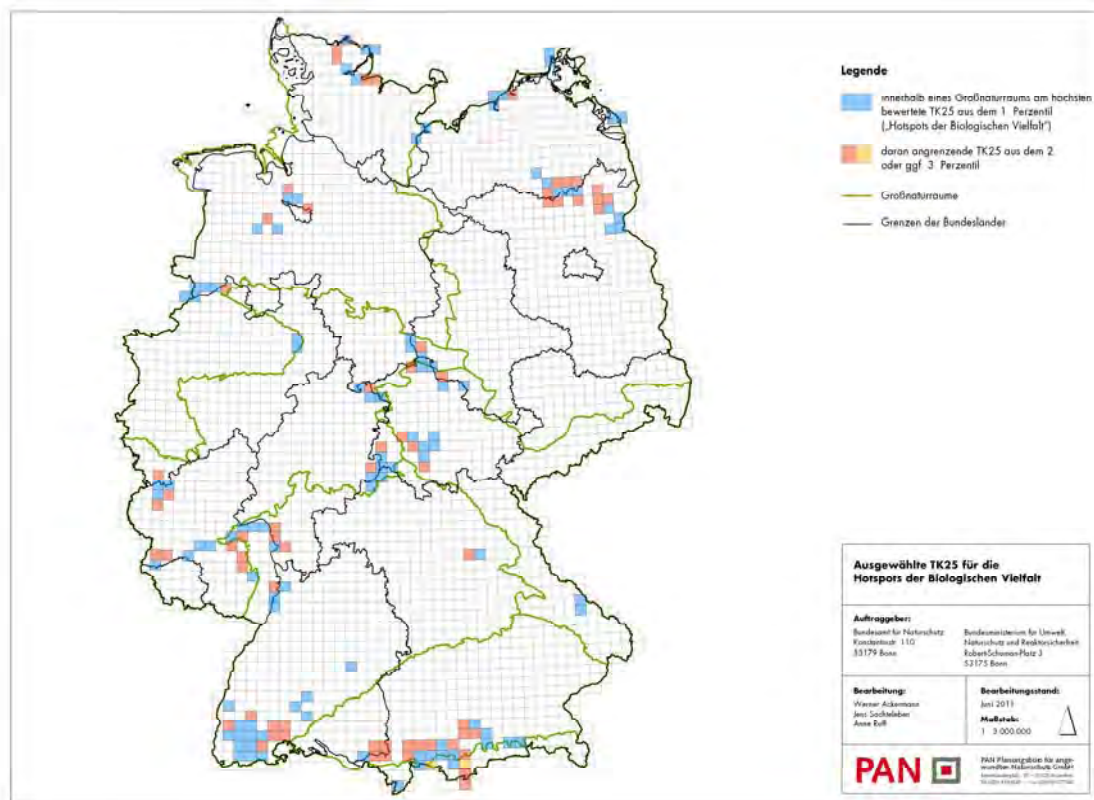 Legende
innerhalb eines Großnaturraums am höchsten
bewertete TK25 aus dem 1 Perzentil
(„Hotspots der Biologischen Vielfalt")
daran angrenzende TK25 aus dem 2
oder ggf 3 Perzentil
Großnaturräume
Grenzen der Bundesländer
Ausgewählte TK25 für die
Hotspots der Biologischen Vielfalt
Auftraggeber:
Bundesamt für Naturschutz
Konstantinstr. 110
53179 Bonn
Bundesministerium für Umwelt,
Naturschutz und Reaktorsicherheit
Robert-Schuman-Platz 3
53175 Bonn
Bearbeitung:
Werner Ackermann
Jens Sachteleben
Anne Ruff
Bearbeitungsstand:
Juni 2011
Maßstab:
1 3 000.000
PAN
PAN Planungsbüro für ange-
wandten Naturschutz GmbH